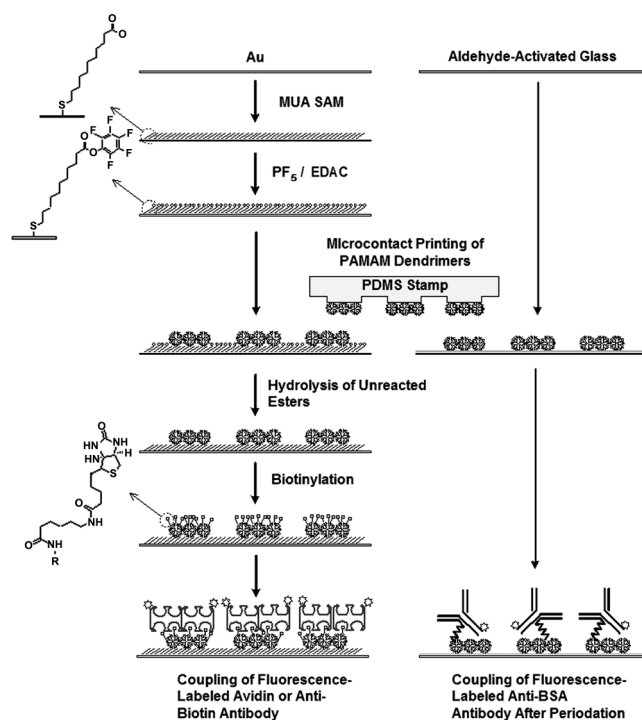 Au
Aldehyde-Activated Glass
MUA SAM
PF5 / EDAC
Microcontact Printing of
PAMAM Dendrimers
PDMS Stamp
Hydrolysis of Unreacted
Esters
Biotinylation
Coupling of Fluorescence-
Labeled Avidin or Anti-
Biotin Antibody
Coupling of Fluorescence-
Labeled Anti-BSA
Antibody After Periodation
O
O
S
O
O
F
F
F
F
F
S
O
HN
NH
HN
H
S
O
NH
O
NH
R